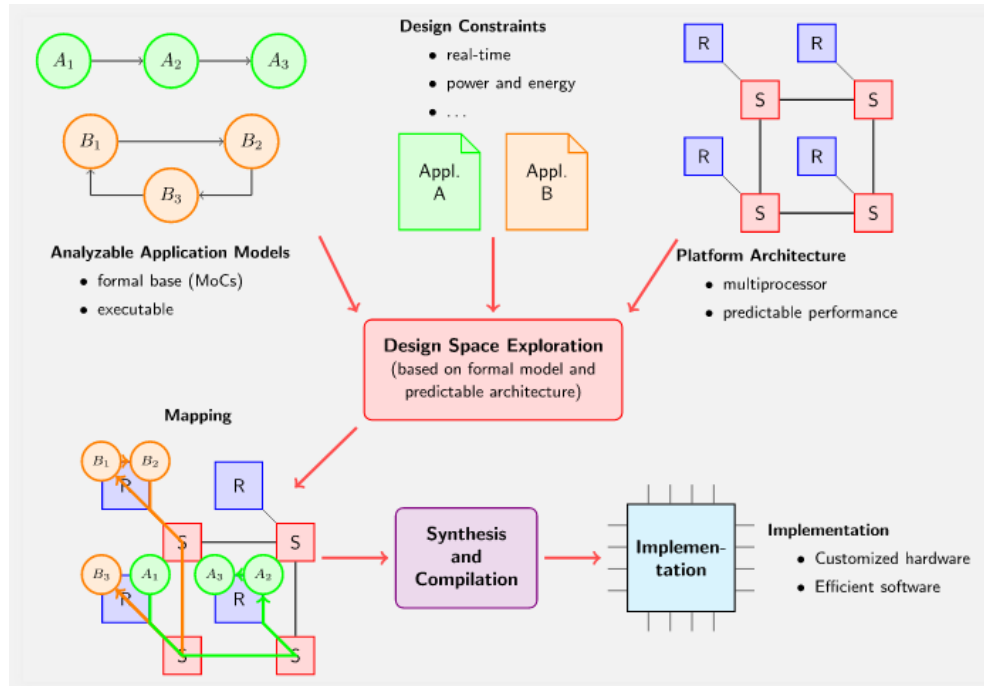 A1
A2
A3
B1
B2
B3
Analyzable Application Models
• formal base (MoCs)
• executable
Design Constraints
• real-time
• power and energy
• . . .
Appl.
A
Appl.
B
R
R
S
S
R
R
S
S
Platform Architecture
• multiprocessor
• predictable performance
Design Space Exploration
(based on formal model and
predictable architecture)
Mapping
B1
B2
R
R
S
S
B3
A1
A3
A2
R
R
S
S
Synthesis
and
Compilation
Implemen-
tation
Implementation
• Customized hardware
• Efficient software